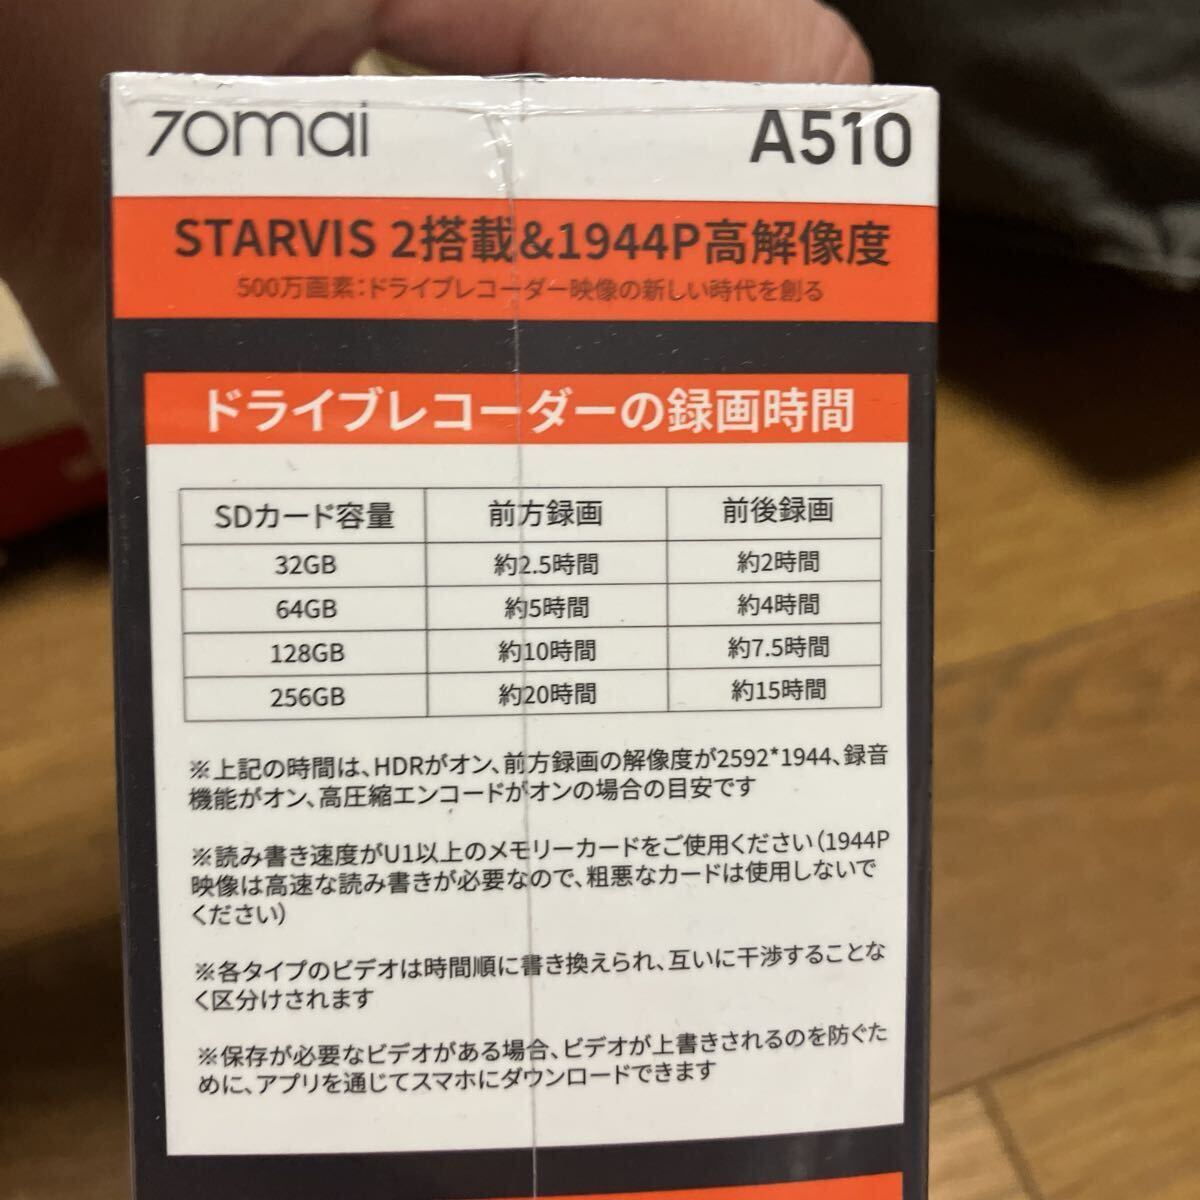 70mai
A510
STARVIS 2搭載&1944P高解像度
500万画素:ドライブレコーダー映像の新しい時代を創る
ドライブレコーダーの録画時間
SDカード容量 前方録画 前後録画
32GB 約2.5時間 約2時間
64GB 約5時間 約4時間
128GB 約10時間 約7.5時間
256GB 約20時間 約15時間
※上記の時間は、HDRがオン、前方録画の解像度が2592*1944、録音
機能がオン、高圧縮エンコードがオンの場合の目安です
※読み書き速度がU1以上のメモリーカードをご使用ください(1944P
映像は高速な読み書きが必要なので、粗悪なカードは使用しないで
ください)
※各タイプのビデオは時間順に書き換えられ、互いに干渉することな
く区分けされます
※保存が必要なビデオがある場合、ビデオが上書きされるのを防ぐた
めに、アプリを通じてスマホにダウンロードできます